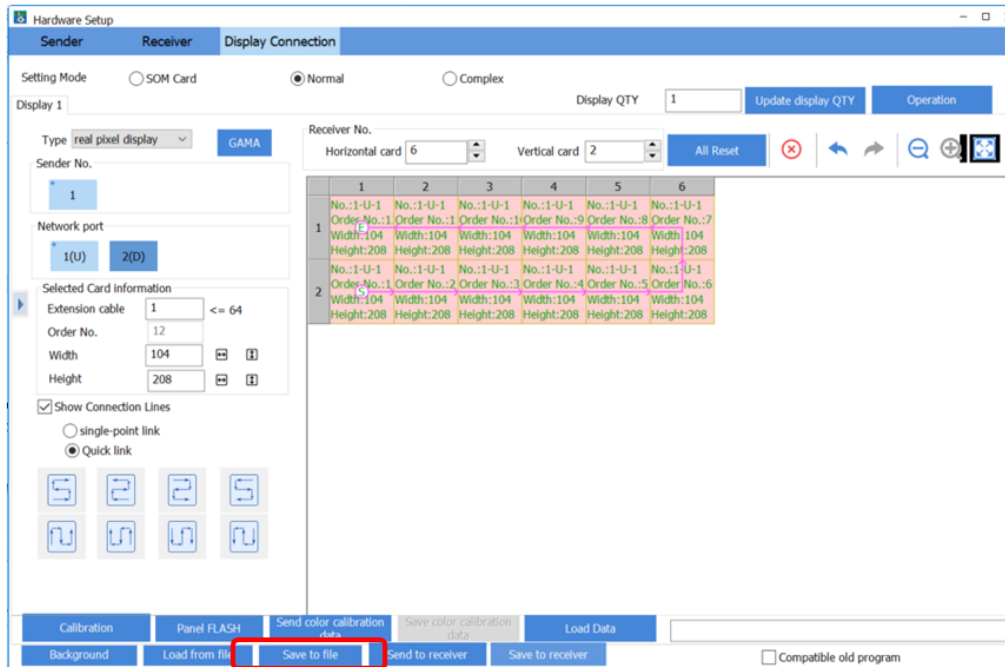 Hardware Setup
Sender Receiver Display Connection
Setting Mode SOM Card Normal Complex
Display 1
Display QTY 1 Update display QTY Operation
Type real pixel display GAMA
Receiver No.
Horizontal card 6 Vertical card 2 All Reset
Sender No.
1
Network port
1(U) 2(D)
Selected Card information
Extension cable 1 <= 64
Order No. 12
Width 104
Height 208
Show Connection Lines
single-point link
Quick link
1 2 3 4 5 6
1
No.:1-U-1 No.:1-U-1 No.:1-U-1 No.:1-U-1 No.:1-U-1 No.:1-U-1
Order No.:1 Order No.:1 Order No.:1 Order No.:9 Order No.:8 Order No.:7
E
Width:104 Width:104 Width:104 Width:104 Width:104 Width:104
Height:208 Height:208 Height:208 Height:208 Height:208 Height:208
2
No.:1-U-1 No.:1-U-1 No.:1-U-1 No.:1-U-1 No.:1-U-1 No.:1-U-1
Order No.:1 Order No.:2 Order No.:3 Order No.:4 Order No.:5 Order No.:6
S
Width:104 Width:104 Width:104 Width:104 Width:104 Width:104
Height:208 Height:208 Height:208 Height:208 Height:208 Height:208
Calibration Panel FLASH Send color calibration data Save color calibration data Load Data
Background Load from file Save to file Send to receiver Save to receiver Compatible old program